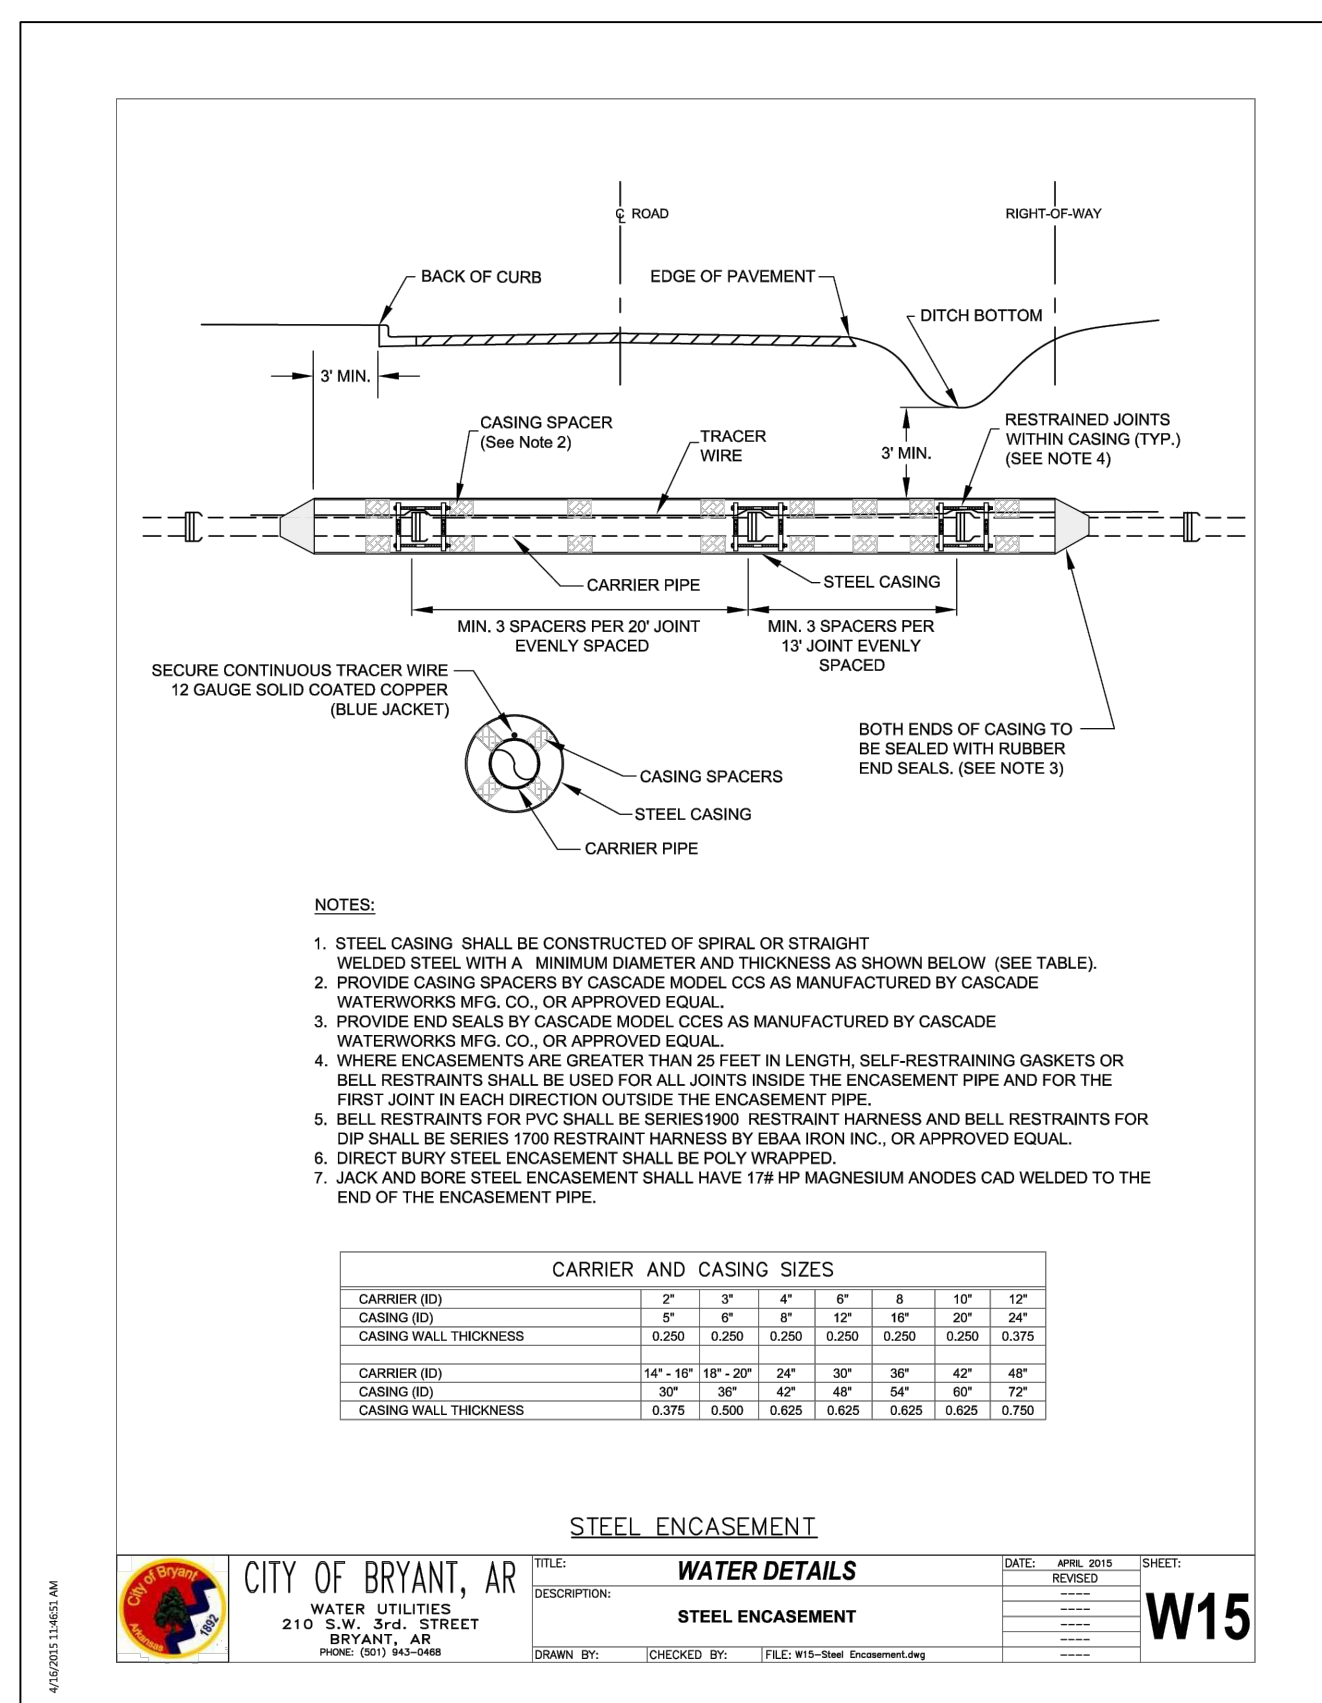 ℄ ROAD
RIGHT-OF-WAY
BACK OF CURB
EDGE OF PAVEMENT
DITCH BOTTOM
3' MIN.
CASING SPACER
(See Note 2)
TRACER
WIRE
3' MIN.
RESTRAINED JOINTS
WITHIN CASING (TYP.)
(SEE NOTE 4)
CARRIER PIPE
STEEL CASING
MIN. 3 SPACERS PER 20' JOINT
EVENLY SPACED
MIN. 3 SPACERS PER
13' JOINT EVENLY
SPACED
SECURE CONTINUOUS TRACER WIRE
12 GAUGE SOLID COATED COPPER
(BLUE JACKET)
BOTH ENDS OF CASING TO
BE SEALED WITH RUBBER
END SEALS. (SEE NOTE 3)
CASING SPACERS
STEEL CASING
CARRIER PIPE
NOTES:
1. STEEL CASING SHALL BE CONSTRUCTED OF SPIRAL OR STRAIGHT
WELDED STEEL WITH A MINIMUM DIAMETER AND THICKNESS AS SHOWN BELOW (SEE TABLE).
2. PROVIDE CASING SPACERS BY CASCADE MODEL CCS AS MANUFACTURED BY CASCADE
WATERWORKS MFG. CO., OR APPROVED EQUAL.
3. PROVIDE END SEALS BY CASCADE MODEL CCES AS MANUFACTURED BY CASCADE
WATERWORKS MFG. CO., OR APPROVED EQUAL.
4. WHERE ENCASEMENTS ARE GREATER THAN 25 FEET IN LENGTH, SELF-RESTRAINING GASKETS OR
BELL RESTRAINTS SHALL BE USED FOR ALL JOINTS INSIDE THE ENCASEMENT PIPE AND FOR THE
FIRST JOINT IN EACH DIRECTION OUTSIDE THE ENCASEMENT PIPE.
5. BELL RESTRAINTS FOR PVC SHALL BE SERIES1900 RESTRAINT HARNESS AND BELL RESTRAINTS FOR
DIP SHALL BE SERIES 1700 RESTRAINT HARNESS BY EBAA IRON INC., OR APPROVED EQUAL.
6. DIRECT BURY STEEL ENCASEMENT SHALL BE POLY WRAPPED.
7. JACK AND BORE STEEL ENCASEMENT SHALL HAVE 17# HP MAGNESIUM ANODES CAD WELDED TO THE
END OF THE ENCASEMENT PIPE.
CARRIER AND CASING SIZES
CARRIER (ID) 2" 3" 4" 6" 8 10" 12"
CASING (ID) 5" 6" 8" 12" 16" 20" 24"
CASING WALL THICKNESS 0.250 0.250 0.250 0.250 0.250 0.250 0.375
CARRIER (ID) 14" - 16" 18" - 20" 24" 30" 36" 42" 48"
CASING (ID) 30" 36" 42" 48" 54" 60" 72"
CASING WALL THICKNESS 0.375 0.500 0.625 0.625 0.625 0.625 0.750
STEEL ENCASEMENT
City of Bryant
Arkansas
1892
CITY OF BRYANT, AR
WATER UTILITIES
210 S.W. 3rd. STREET
BRYANT, AR
PHONE: (501) 943-0468
TITLE:
WATER DETAILS
DESCRIPTION:
STEEL ENCASEMENT
DRAWN BY:
CHECKED BY:
FILE: W15-Steel Encasement.dwg
DATE: APRIL 2015
REVISED
----
----
----
----
----
SHEET:
W15
4/16/2015 11:46:51 AM